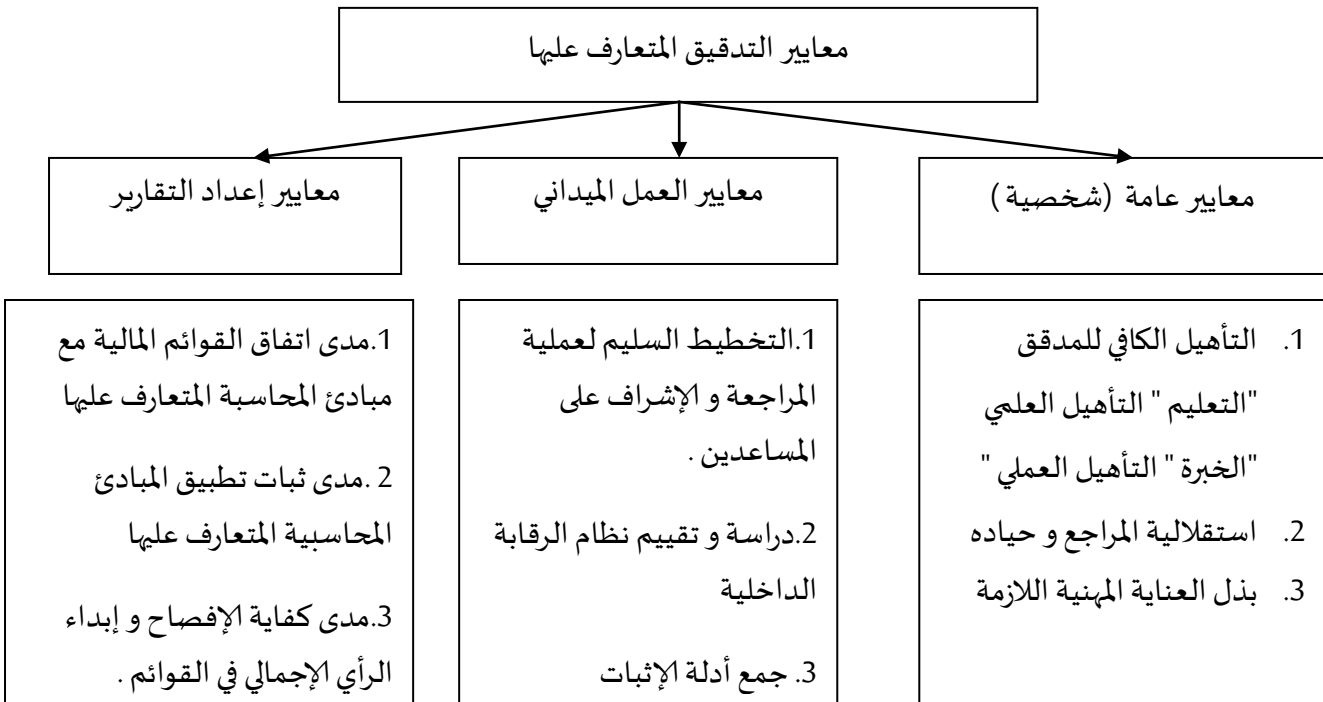 معايير التدقيق المتعارف عليها
معايير عامة (شخصية)
معايير العمل الميداني
معايير إعداد التقارير
1. التأهيل الكافي للمدقق
"التعليم " التأهيل العلمي
"الخبرة " التأهيل العملي "
2. استقلالية المراجع و حياده
3. بذل العناية المهنية اللازمة
1.التخطيط السليم لعملية
المراجعة و الإشراف على
المساعدين .
2.دراسة و تقييم نظام الرقابة
الداخلية
3. جمع أدلة الإثبات
1.مدى اتفاق القوائم المالية مع
مبادئ المحاسبة المتعارف عليها
2 .مدى ثبات تطبيق المبادئ
المحاسبية المتعارف عليها
3.مدى كفاية الإفصاح و إبداء
الرأي الإجمالي في القوائم .